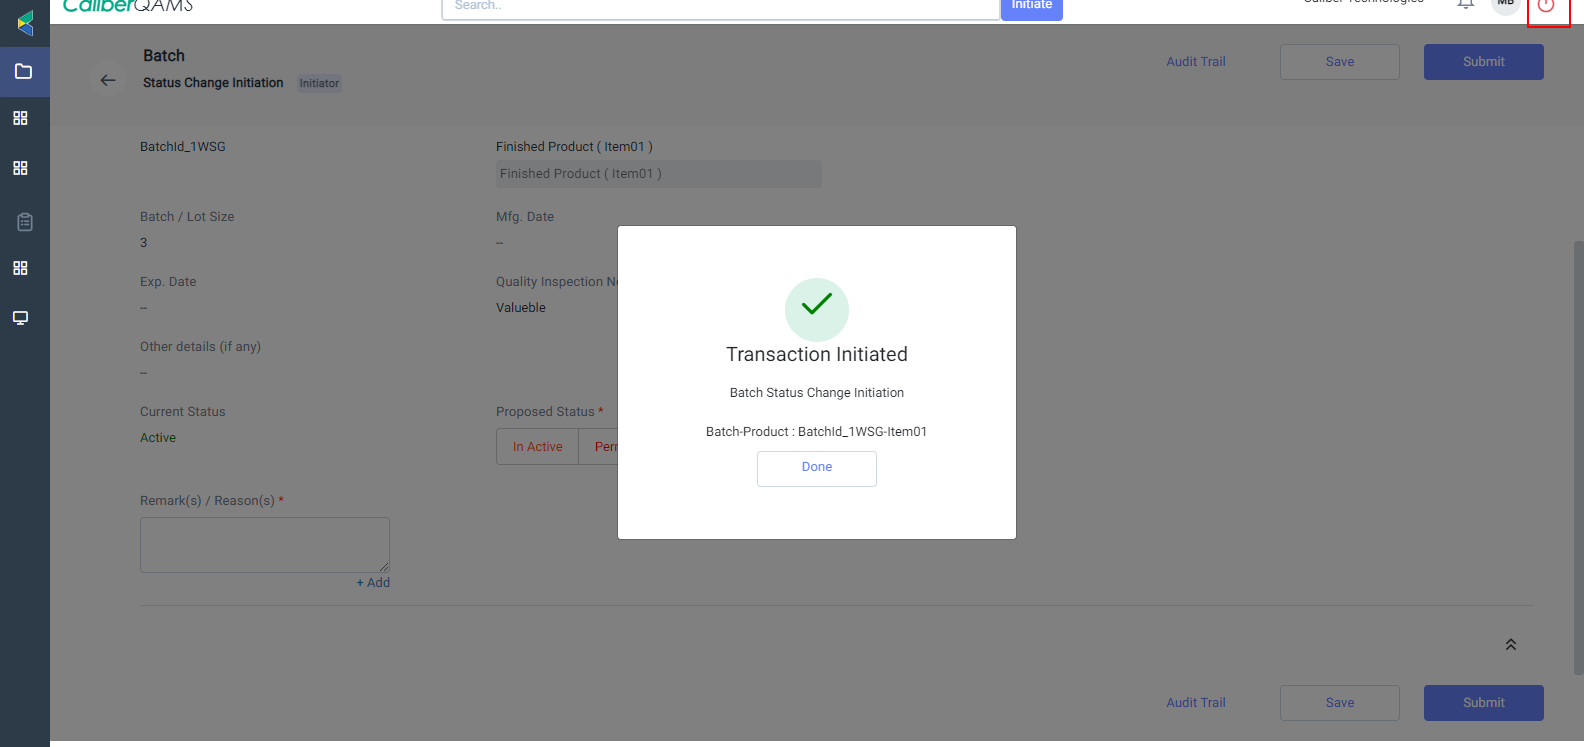 CaliberQAMS
Search..
Initiate
Caliber Technologies
MB
Batch
Status Change Initiation
Initiator
Audit Trail
Save
Submit
BatchId_1WSG
Finished Product ( Item01 )
Finished Product ( Item01 )
Batch / Lot Size
Mfg. Date
3
--
Exp. Date
Quality Inspection
--
Valueble
Other details (if any)
--
Current Status
Proposed Status *
Active
In Active
Remark(s) / Reason(s) *
+ Add
Transaction Initiated
Batch Status Change Initiation
Batch-Product : BatchId_1WSG-Item01
Done
Audit Trail
Save
Submit